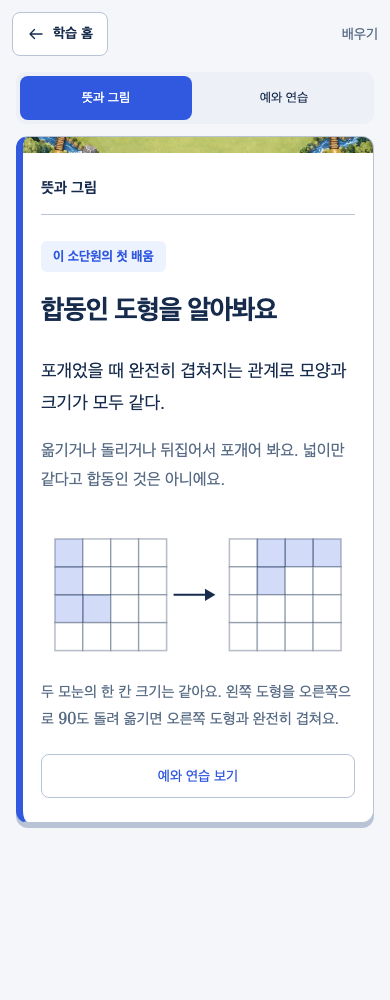 ← 학습 홈
배우기
뜻과 그림
예와 연습
뜻과 그림
이 소단원의 첫 배움
합동인 도형을 알아봐요
포개었을 때 완전히 겹쳐지는 관계로 모양과
크기가 모두 같다.
옮기거나 돌리거나 뒤집어서 포개어 봐요. 넓이만
같다고 합동인 것은 아니에요.
두 모눈의 한 칸 크기는 같아요. 왼쪽 도형을 오른쪽으
로 90도 돌려 옮기면 오른쪽 도형과 완전히 겹쳐요.
예와 연습 보기